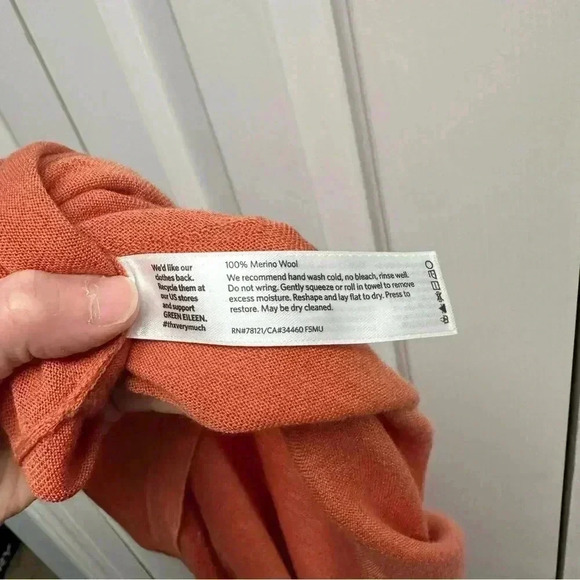 We'd like our
clothes back.
Recycle them at
our US stores
and support
GREEN EILEEN.
#thxverymuch
100% Merino Wool
We recommend hand wash cold, no bleach, rinse well.
Do not wring. Gently squeeze or roll in towel to remove
excess moisture. Reshape and lay flat to dry. Press to
restore. May be dry cleaned.
RN#78121/CA#34460 F5MU